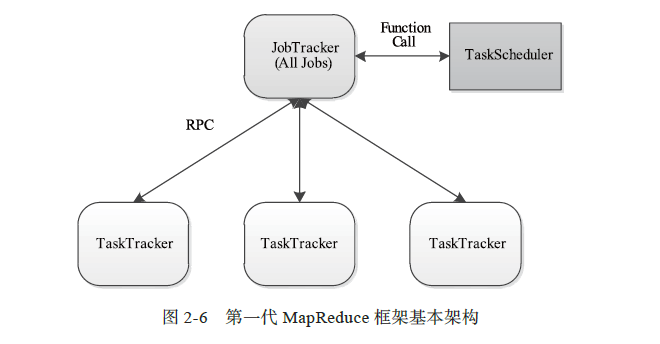 JobTracker
(All Jobs)
Function
Call
TaskScheduler
RPC
TaskTracker
TaskTracker
TaskTracker
图 2-6 第一代 MapReduce 框架基本架构